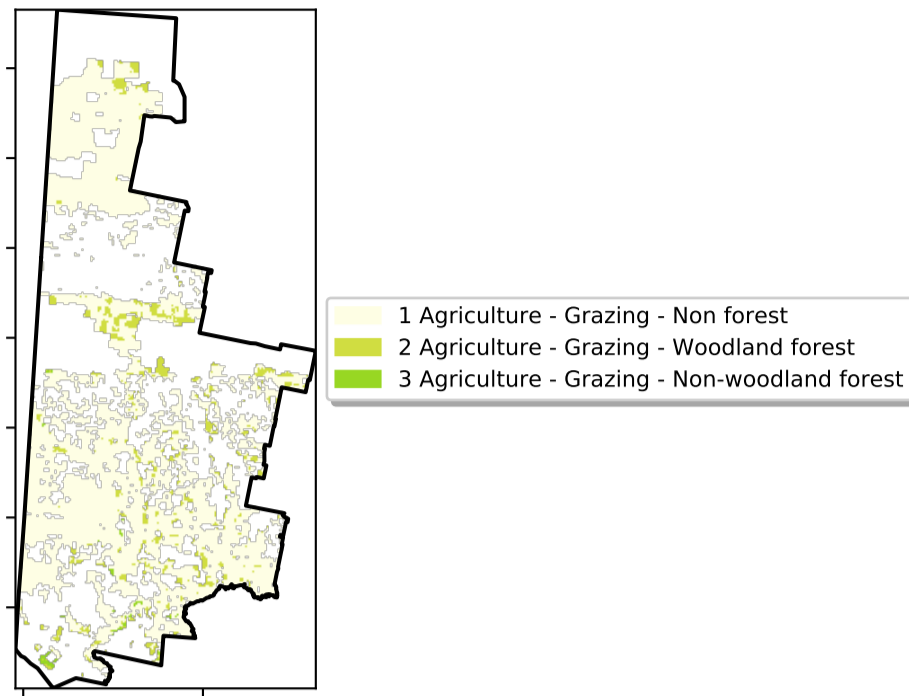 1 Agriculture - Grazing - Non forest
2 Agriculture - Grazing - Woodland forest
3 Agriculture - Grazing - Non-woodland forest